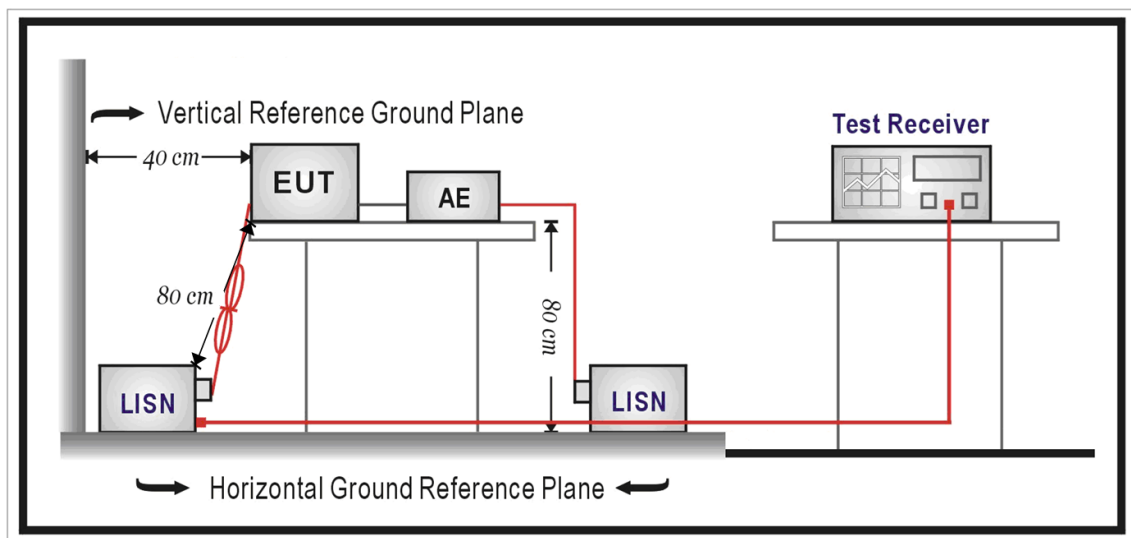 Vertical Reference Ground Plane
Test Receiver
40 cm
EUT
AE
80 cm
80 cm
LISN
LISN
Horizontal Ground Reference Plane